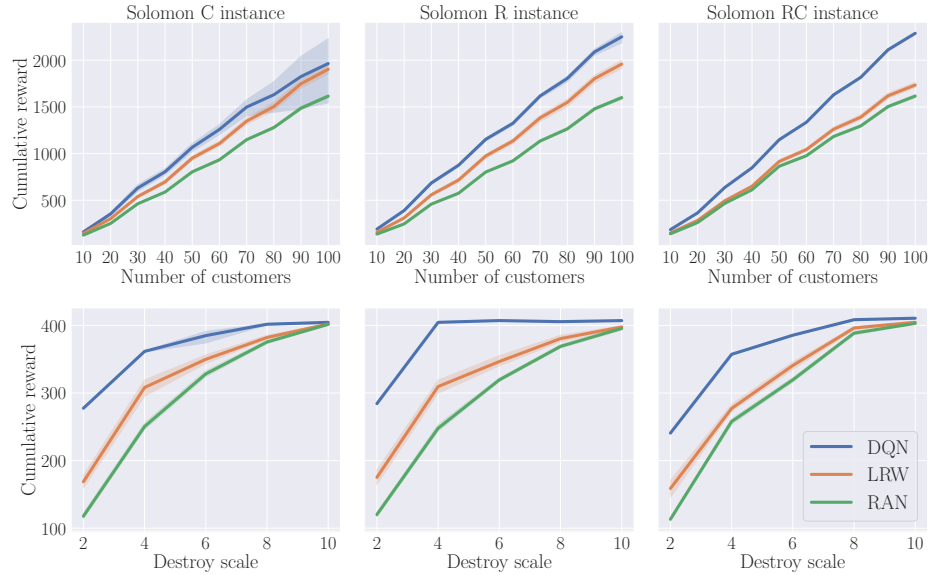 Solomon C instance Solomon R instance Solomon RC instance
Cumulative reward
2000
1500
1000
500
10 20 30 40 50 60 70 80 90 100
10 20 30 40 50 60 70 80 90 100
10 20 30 40 50 60 70 80 90 100
Number of customers Number of customers Number of customers
Cumulative reward
400
300
200
100
2 4 6 8 10
2 4 6 8 10
2 4 6 8 10
Destroy scale Destroy scale Destroy scale
DQN
LRW
RAN